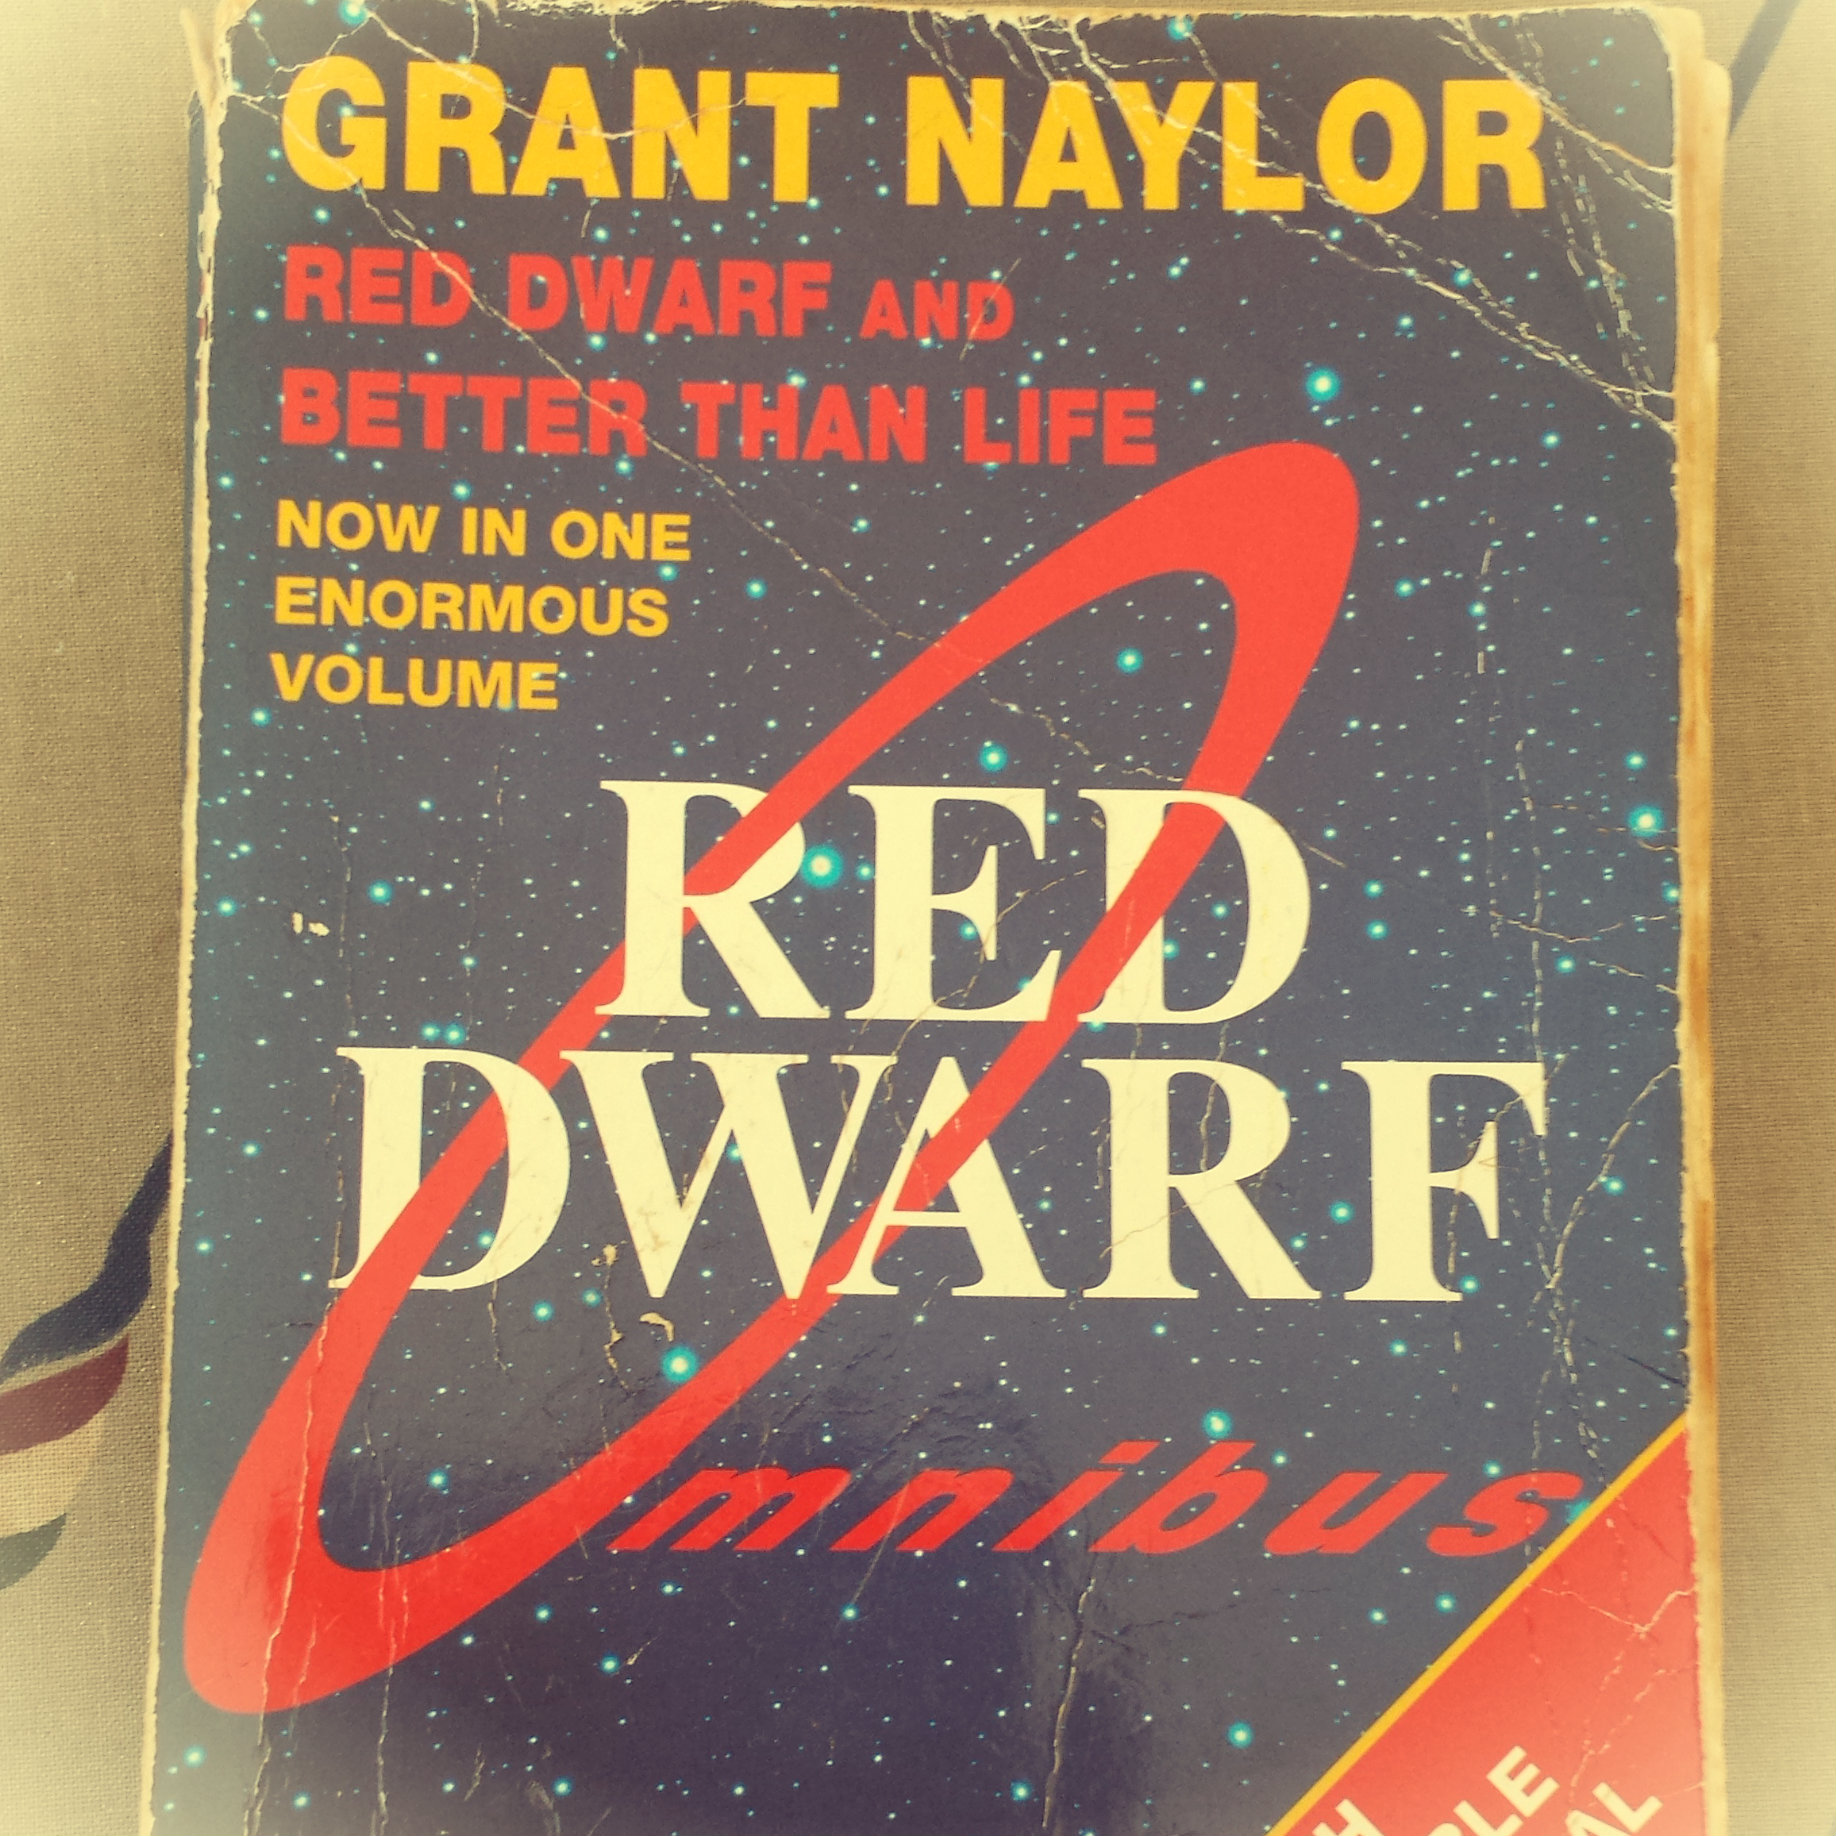 GRANT NAYLOR
RED DWARF AND
BETTER THAN LIFE
NOW IN ONE
ENORMOUS
VOLUME
RED
DWARF
Omnibus